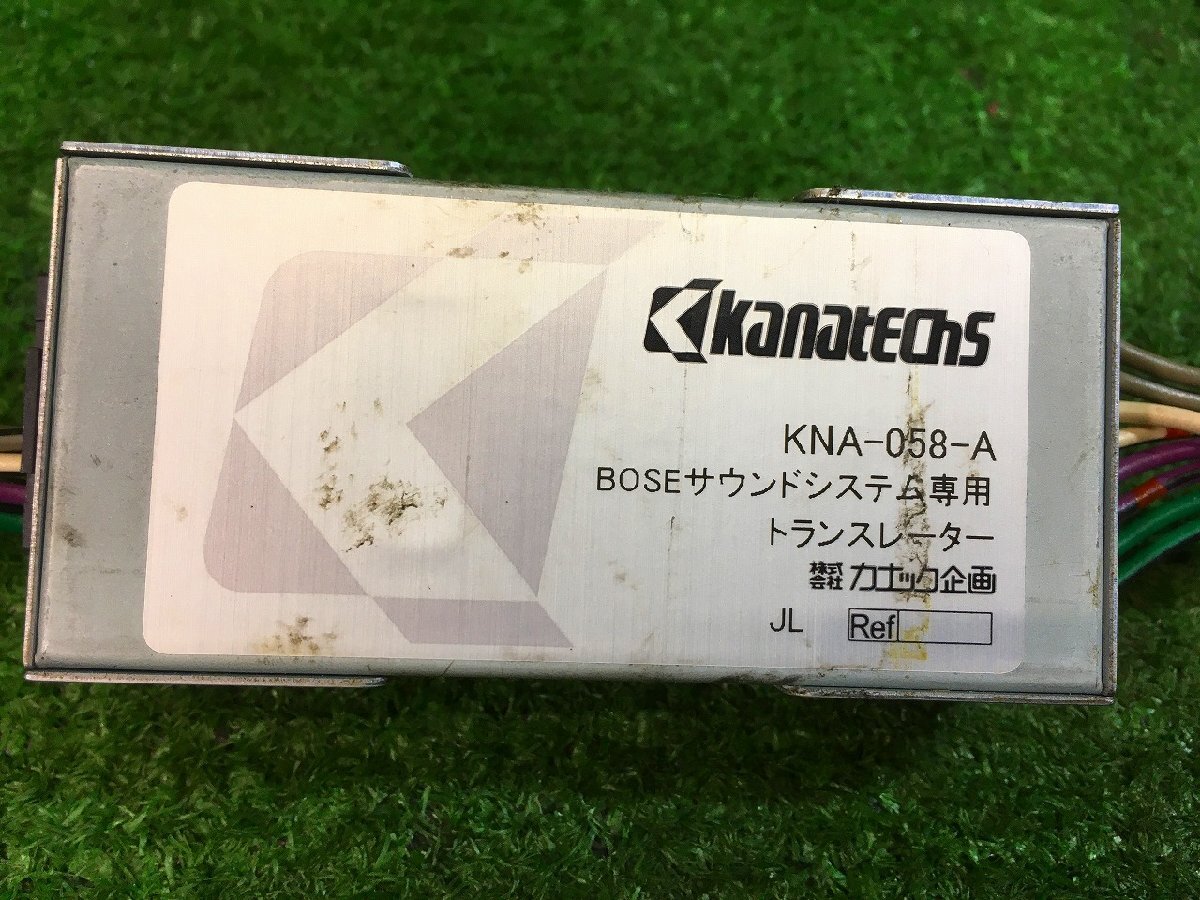 kanatechs
KNA-058-A
BOSEサウンドシステム専用
トランスレーター
株式会社 カナック企画
JL Ref